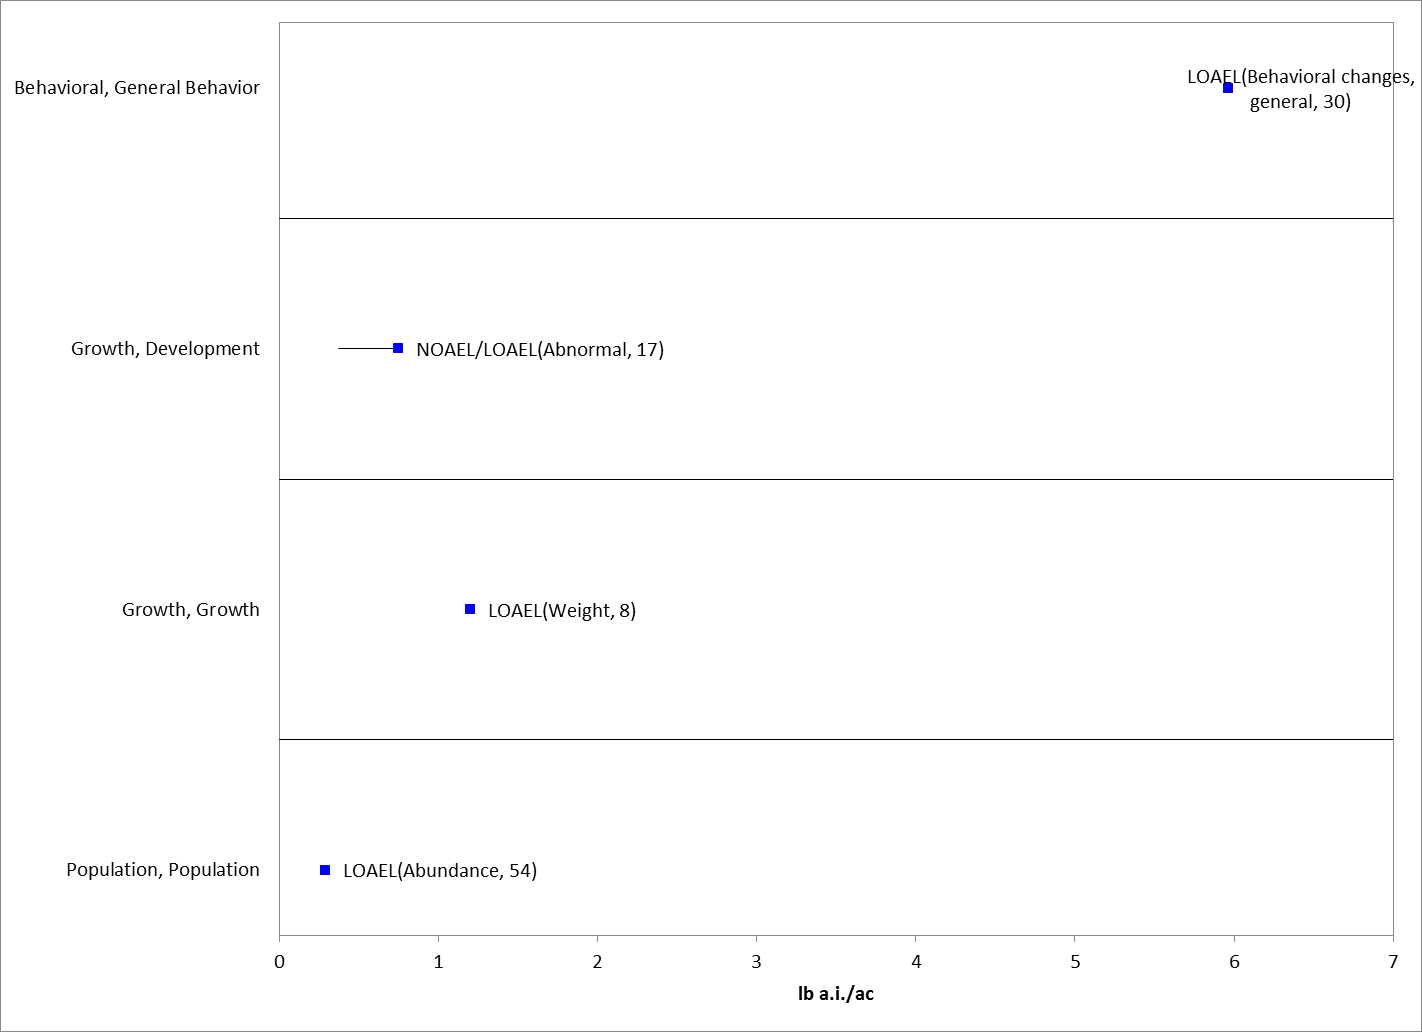 Behavioral, General Behavior
LOAEL(Behavioral changes,
general, 30)
Growth, Development
NOAEL/LOAEL(Abnormal, 17)
Growth, Growth
LOAEL(Weight, 8)
Population, Population
LOAEL(Abundance, 54)
0 1 2 3 4 5 6 7
lb a.i./ac